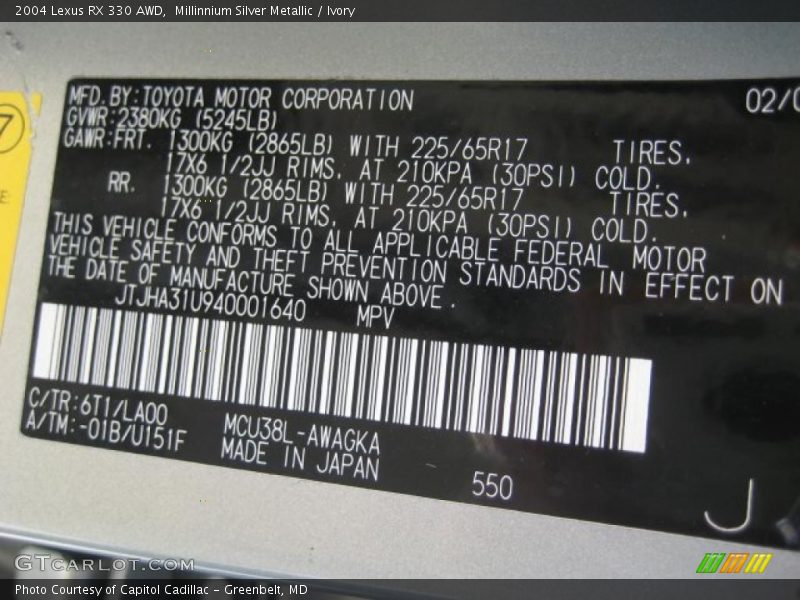 2004 Lexus RX 330 AWD,  Millinnium Silver Metallic / Ivory
MFD. BY: TOYOTA MOTOR CORPORATION 02/0
GVWR: 2380KG (5245LB)
GAWR: FRT. 1300KG (2865LB) WITH 225/65R17 TIRES,
17X6 1/2JJ RIMS, AT 210KPA (30PSI) COLD.
RR. 1300KG (2865LB) WITH 225/65R17 TIRES,
17X6 1/2JJ RIMS, AT 210KPA (30PSI) COLD.
THIS VEHICLE CONFORMS TO ALL APPLICABLE FEDERAL MOTOR
VEHICLE SAFETY AND THEFT PREVENTION STANDARDS IN EFFECT ON
THE DATE OF MANUFACTURE SHOWN ABOVE.
JTJHA31U940001640 MPV
C/TR: 6T1/LA00 MCU38L-AWAGKA
A/TM: -01B/U151F MADE IN JAPAN 550
J
7
E
GTCARLOT.COM
Photo Courtesy of Capitol Cadillac - Greenbelt, MD